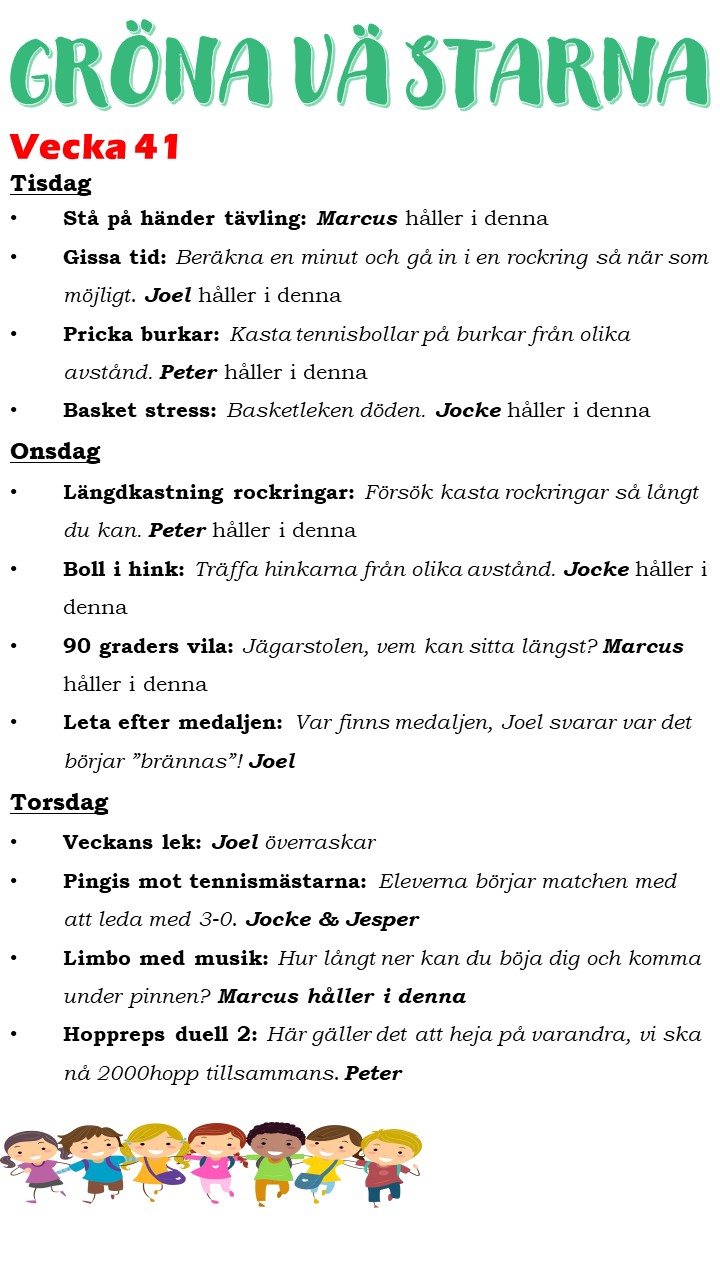 GRÖNA VÄSTARNA
Vecka 41
Tisdag
• Stå på händer tävling: Marcus håller i denna
• Gissa tid: Beräkna en minut och gå in i en rockring så när som
möjligt. Joel håller i denna
• Pricka burkar: Kasta tennisbollar på burkar från olika
avstånd. Peter håller i denna
• Basket stress: Basketleken döden. Jocke håller i denna
Onsdag
• Längdkastning rockringar: Försök kasta rockringar så långt
du kan. Peter håller i denna
• Boll i hink: Träffa hinkarna från olika avstånd. Jocke håller i
denna
• 90 graders vila: Jägarstolen, vem kan sitta längst? Marcus
håller i denna
• Leta efter medaljen: Var finns medaljen, Joel svarar var det
börjar ”brännas”! Joel
Torsdag
• Veckans lek: Joel överraskar
• Pingis mot tennismästarna: Eleverna börjar matchen med
att leda med 3-0. Jocke & Jesper
• Limbo med musik: Hur långt ner kan du böja dig och komma
under pinnen? Marcus håller i denna
• Hoppreps duell 2: Här gäller det att heja på varandra, vi ska
nå 2000hopp tillsammans. Peter